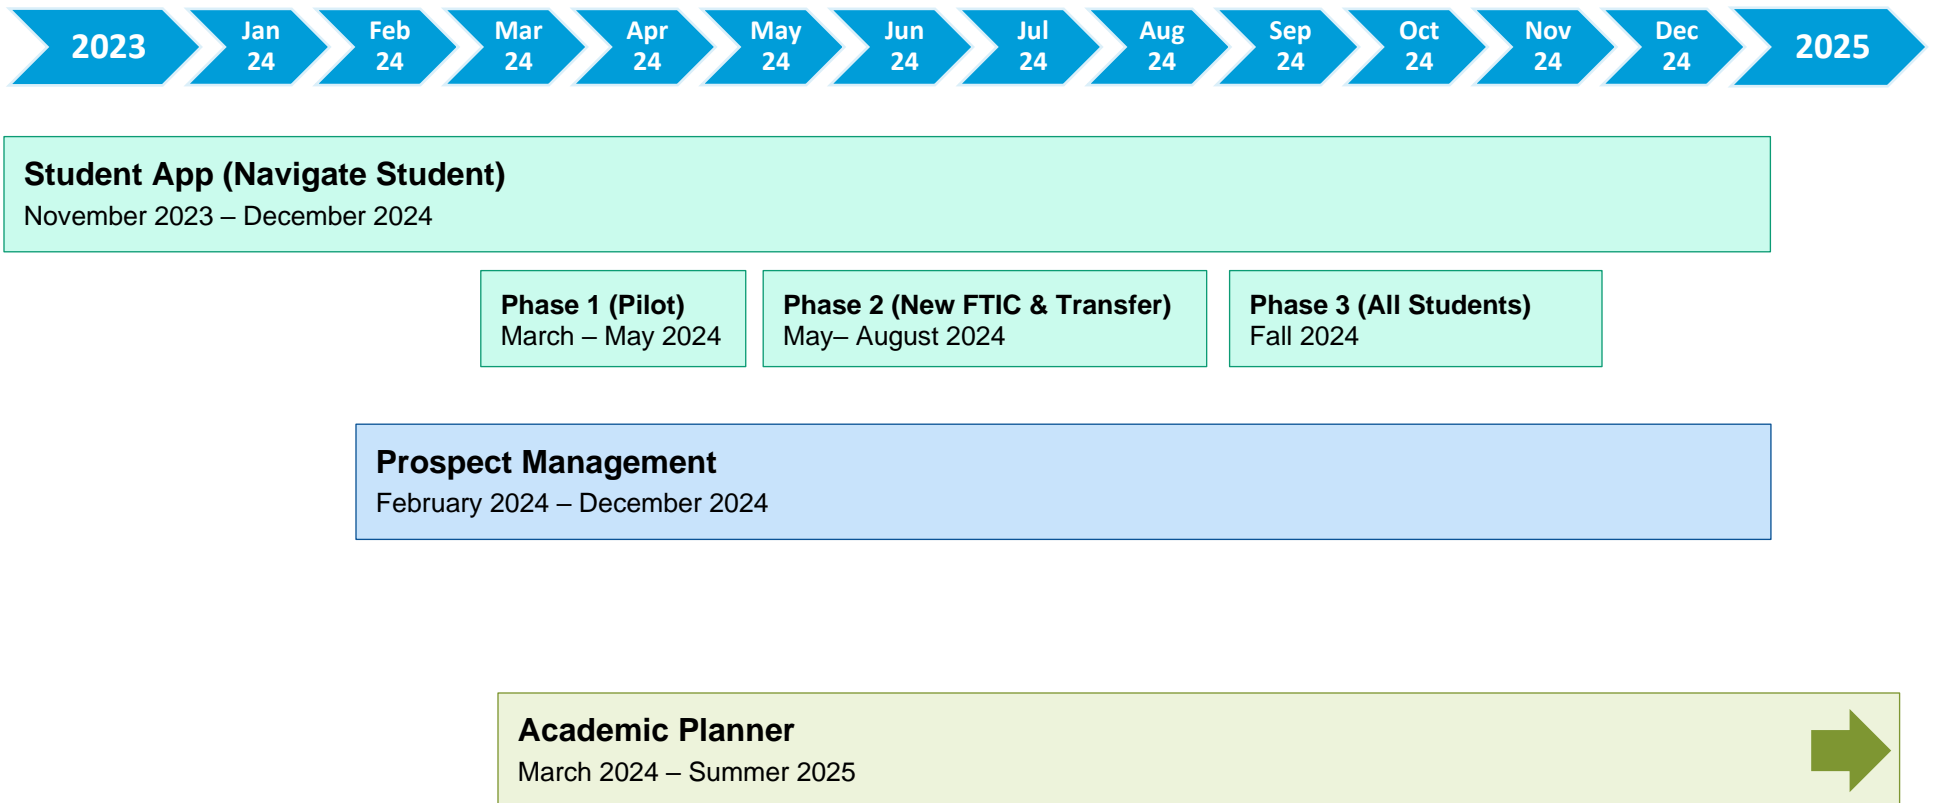 2023
Jan
24
Feb
24
Mar
24
Apr
24
May
24
Jun
24
Jul
24
Aug
24
Sep
24
Oct
24
Nov
24
Dec
24
2025
Student App (Navigate Student)
November 2023 – December 2024
Phase 1 (Pilot)
March – May 2024
Phase 2 (New FTIC & Transfer)
May– August 2024
Phase 3 (All Students)
Fall 2024
Prospect Management
February 2024 – December 2024
Academic Planner
March 2024 – Summer 2025